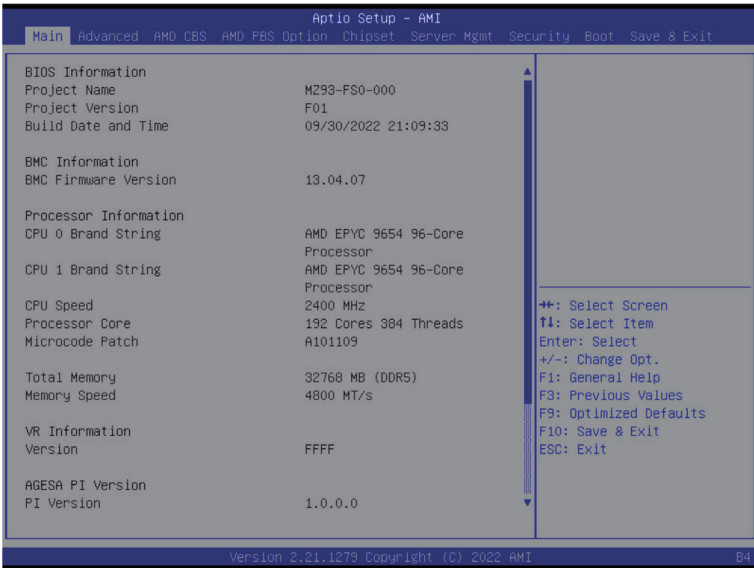 Aptio Setup – AMI
Main Advanced AMD CBS AMD PBS Option Chipset Server Mgmt Security Boot Save & Exit
BIOS Information
Project Name MZ93-FS0-000
Project Version F01
Build Date and Time 09/30/2022 21:09:33
BMC Information
BMC Firmware Version 13.04.07
Processor Information
CPU 0 Brand String AMD EPYC 9654 96-Core
Processor
CPU 1 Brand String AMD EPYC 9654 96-Core
Processor
CPU Speed 2400 MHz
Processor Core 192 Cores 384 Threads
Microcode Patch A101109
Total Memory 32768 MB (DDR5)
Memory Speed 4800 MT/s
VR Information
Version FFFF
AGESA PI Version
PI Version 1.0.0.0
→←: Select Screen
↑↓: Select Item
Enter: Select
+/-: Change Opt.
F1: General Help
F3: Previous Values
F9: Optimized Defaults
F10: Save & Exit
ESC: Exit
Version 2.21.1279 Copyright (C) 2022 AMI
B4